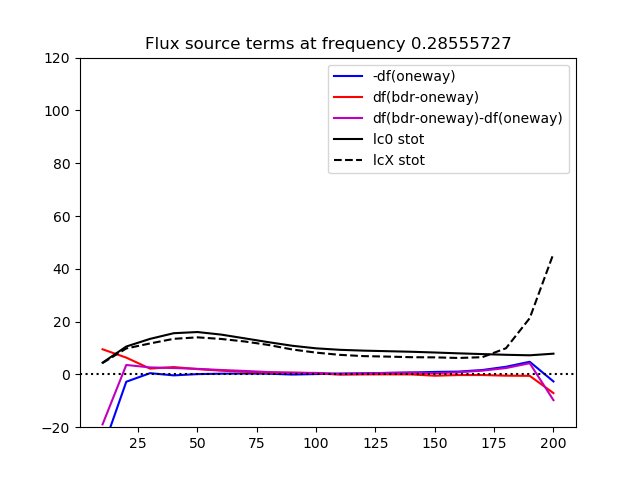 Flux source terms at frequency 0.28555727
120
100
80
60
40
20
0
−20
-df(oneway)
df(bdr-oneway)
df(bdr-oneway)-df(oneway)
lc0 stot
lcX stot
25 50 75 100 125 150 175 200